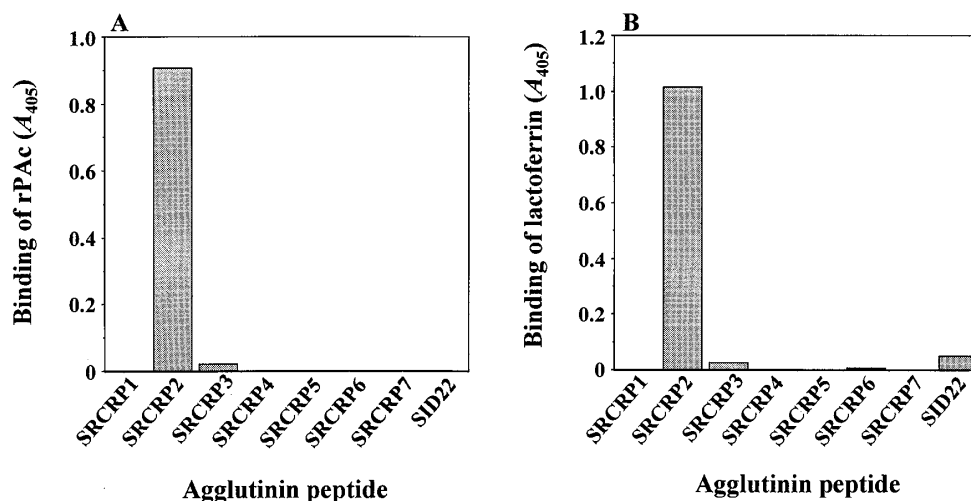 A
Binding of rPAc (A405)
1.0
0.8
0.6
0.4
0.2
0
SRCRP1
SRCRP2
SRCRP3
SRCRP4
SRCRP5
SRCRP6
SRCRP7
SID22
Agglutinin peptide
B
Binding of lactoferrin (A405)
1.2
1.0
0.8
0.6
0.4
0.2
0
SRCRP1
SRCRP2
SRCRP3
SRCRP4
SRCRP5
SRCRP6
SRCRP7
SID22
Agglutinin peptide